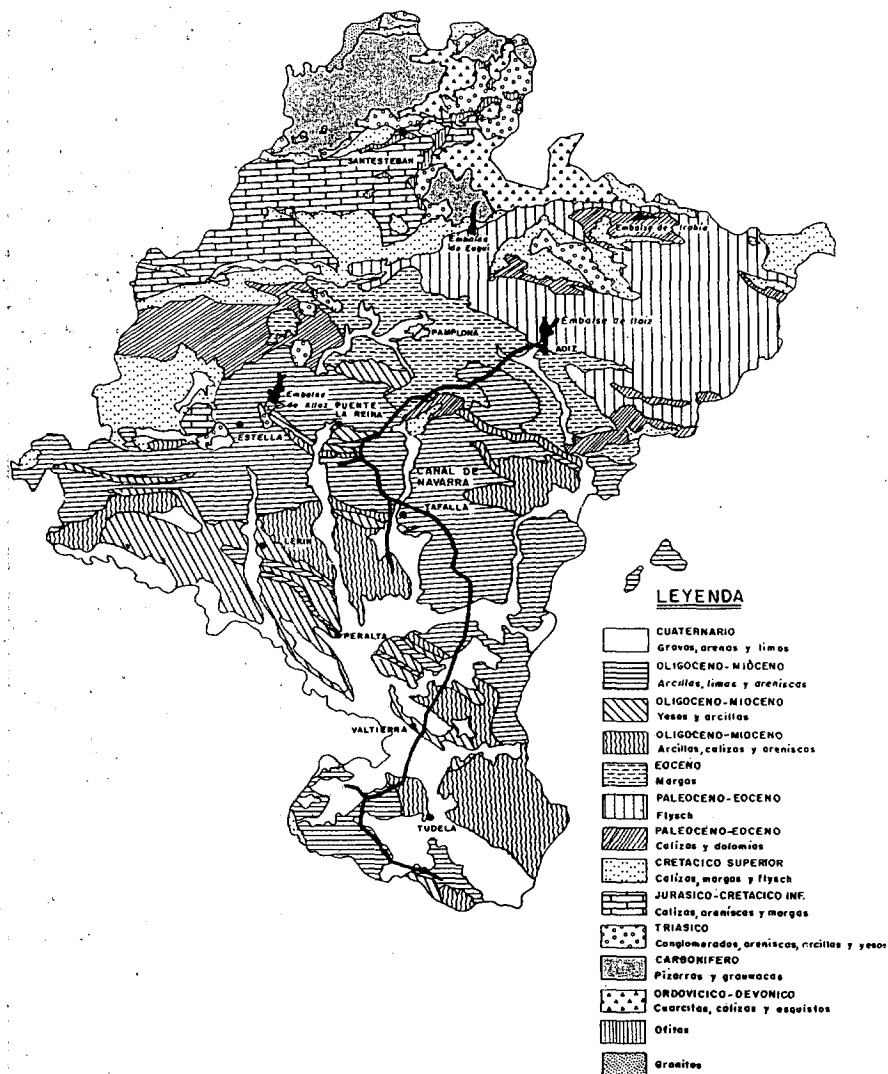 SANTESTEBAN
Embalse
de Eugui
Embalse de Irabia
Embalse de Itoiz
PAMPLONA
AOIZ
Embalse
de Alloz
PUENTE
LA REINA
ESTELLA
CANAL DE
NAVARRA
TAFALLA
LERIN
PERALTA
VALTIERRA
TUDELA
LEYENDA
CUATERNARIO
Gravas, arenas y limos
OLIGOCENO-MIOCENO
Arcillas, limas y areniscas
OLIGOCENO-MIOCENO
Yesos y arcillas
OLIGOCENO-MIOCENO
Arcillas, calizas y areniscas
EOCENO
Margas
PALEOCENO-EOCENO
Flysch
PALEOCENO-EOCENO
Calizas y dolomias
CRETACICO SUPERIOR
Calizas, margas y flysch
JURASICO-CRETACICO INF.
Calizas, areniscas y margas
TRIASICO
Conglomerados, areniscas, arcillas y yesos
CARBONIFERO
Pizarras y grauwacas
ORDOVICICO-DEVONICO
Cuarcitas, calizas y esquistos
Ofitas
Granitos